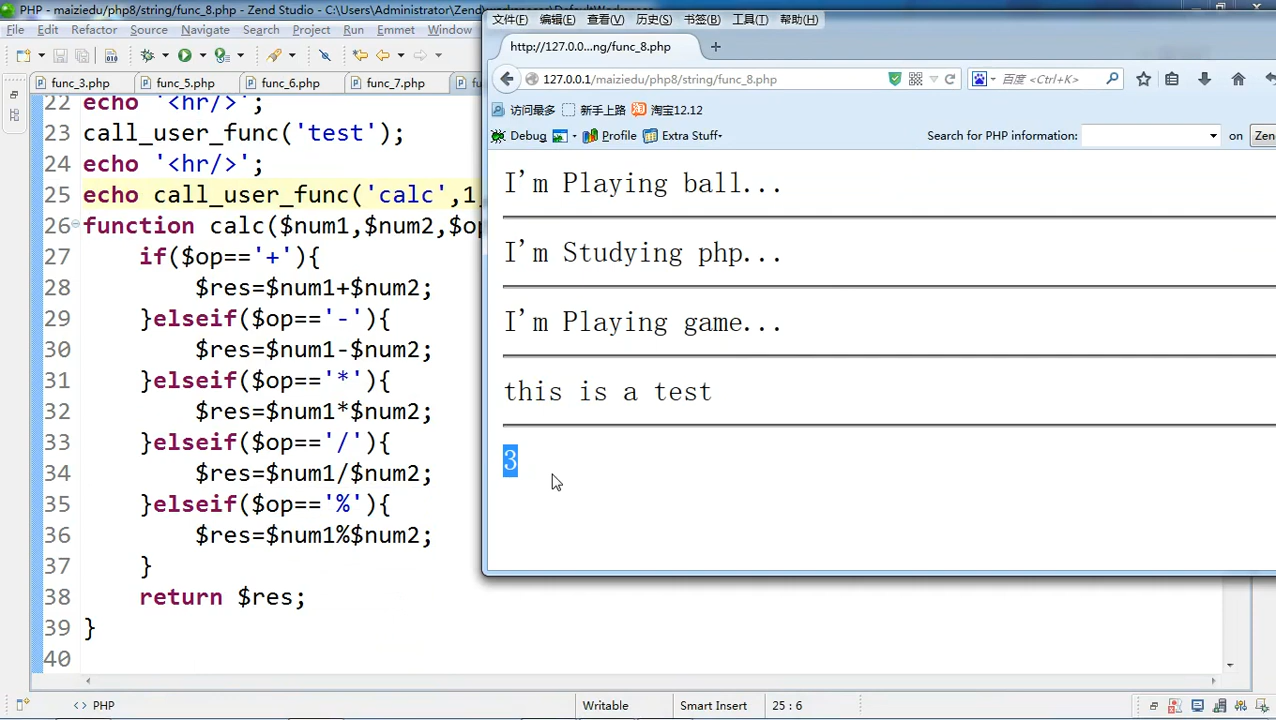 PHP - maiziedu/php8/string/func_8.php - Zend Studio - C:\Users\Administrator\Zend\workspaces\DefaultWorkspace
File Edit Refactor Source Navigate Search Project Run Emmet Window
func_3.php func_5.php func_6.php func_7.php
22 echo '<hr/>';
23 call_user_func('test');
24 echo '<hr/>';
25 echo call_user_func('calc',1
26 function calc($num1,$num2,$op
27 if($op=='+'){
28 $res=$num1+$num2;
29 }elseif($op=='-'){
30 $res=$num1-$num2;
31 }elseif($op=='*'){
32 $res=$num1*$num2;
33 }elseif($op=='/'){
34 $res=$num1/$num2;
35 }elseif($op=='%'){
36 $res=$num1%$num2;
37 }
38 return $res;
39 }
40
PHP Writable Smart Insert 25 : 6
文件(F) 编辑(E) 查看(V) 历史(S) 书签(B) 工具(T) 帮助(H)
http://127.0.0...ng/func_8.php
127.0.0.1/maiziedu/php8/string/func_8.php 百度 <Ctrl+K>
访问最多 新手上路 淘宝12.12
Debug Profile Extra Stuff Search for PHP information: on Zen
I'm Playing ball...
I'm Studying php...
I'm Playing game...
this is a test
3